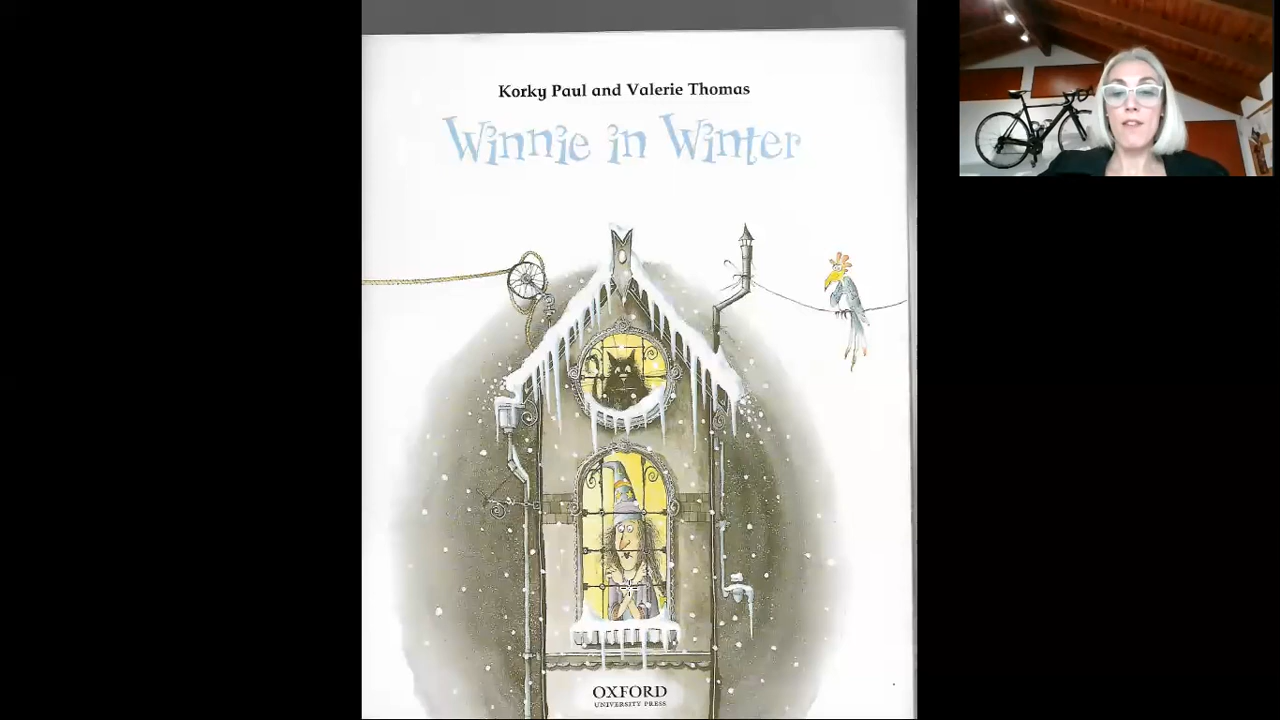 Korky Paul and Valerie Thomas
Winnie in Winter
OXFORD
UNIVERSITY PRESS